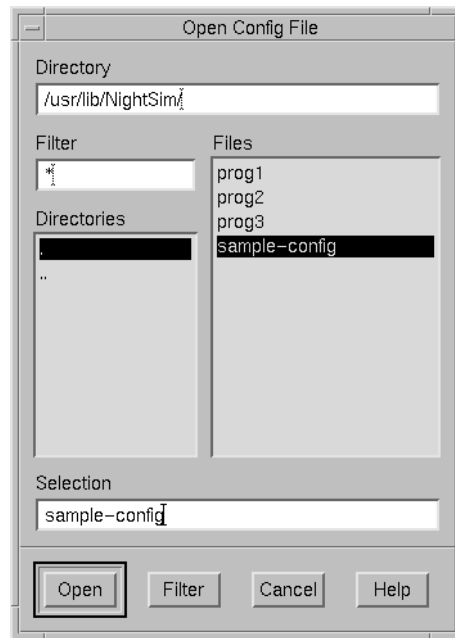 Open Config File
Directory
/usr/lib/NightSim/
Filter
*
Files
prog1
prog2
prog3
sample-config
Directories
.
..
Selection
sample-config
Open
Filter
Cancel
Help